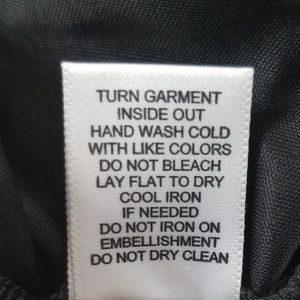 TURN GARMENT
INSIDE OUT
HAND WASH COLD
WITH LIKE COLORS
DO NOT BLEACH
LAY FLAT TO DRY
COOL IRON
IF NEEDED
DO NOT IRON ON
EMBELLISHMENT
DO NOT DRY CLEAN